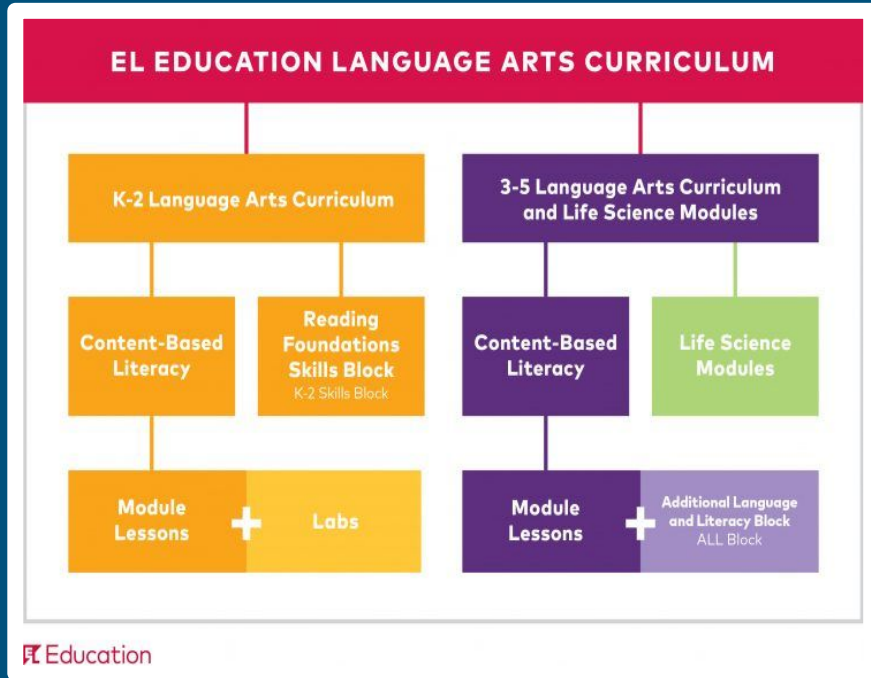 EL EDUCATION LANGUAGE ARTS CURRICULUM
K-2 Language Arts Curriculum
3-5 Language Arts Curriculum
and Life Science Modules
Content-Based
Literacy
Reading
Foundations
Skills Block
K-2 Skills Block
Content-Based
Literacy
Life Science
Modules
Module
Lessons
+
Labs
Module
Lessons
+
Additional Language
and Literacy Block
ALL Block
EL Education